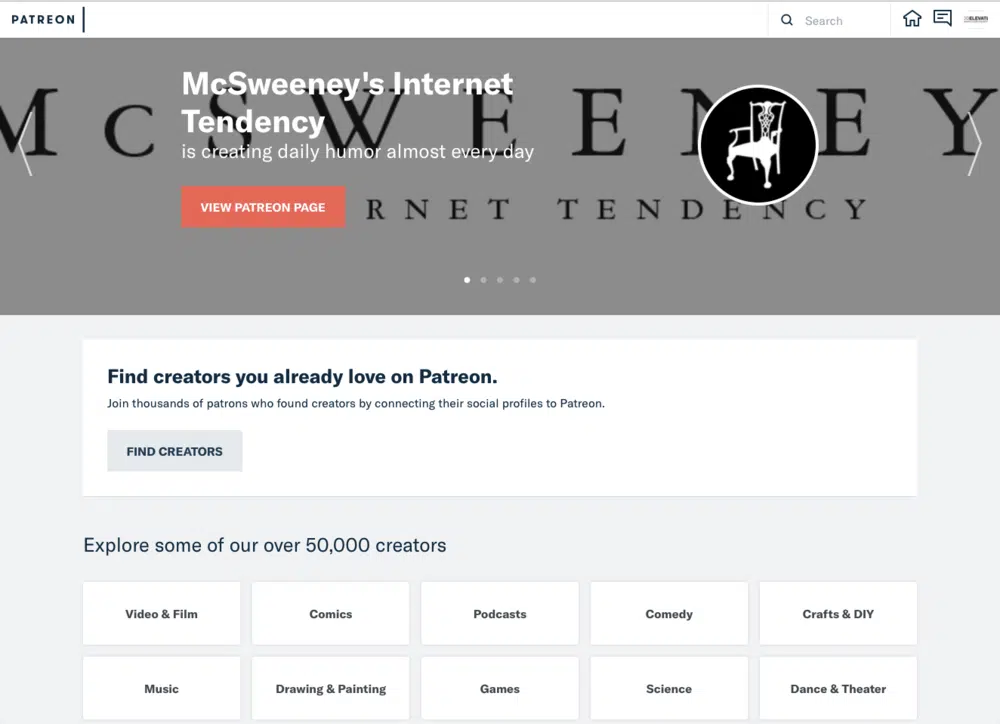 PATREON
Search
ELEVATE
McSWEENEY
McSweeney's Internet
Tendency
is creating daily humor almost every day
VIEW PATREON PAGE
RNET TENDENCY
Find creators you already love on Patreon.
Join thousands of patrons who found creators by connecting their social profiles to Patreon.
FIND CREATORS
Explore some of our over 50,000 creators
Video & Film
Comics
Podcasts
Comedy
Crafts & DIY
Music
Drawing & Painting
Games
Science
Dance & Theater